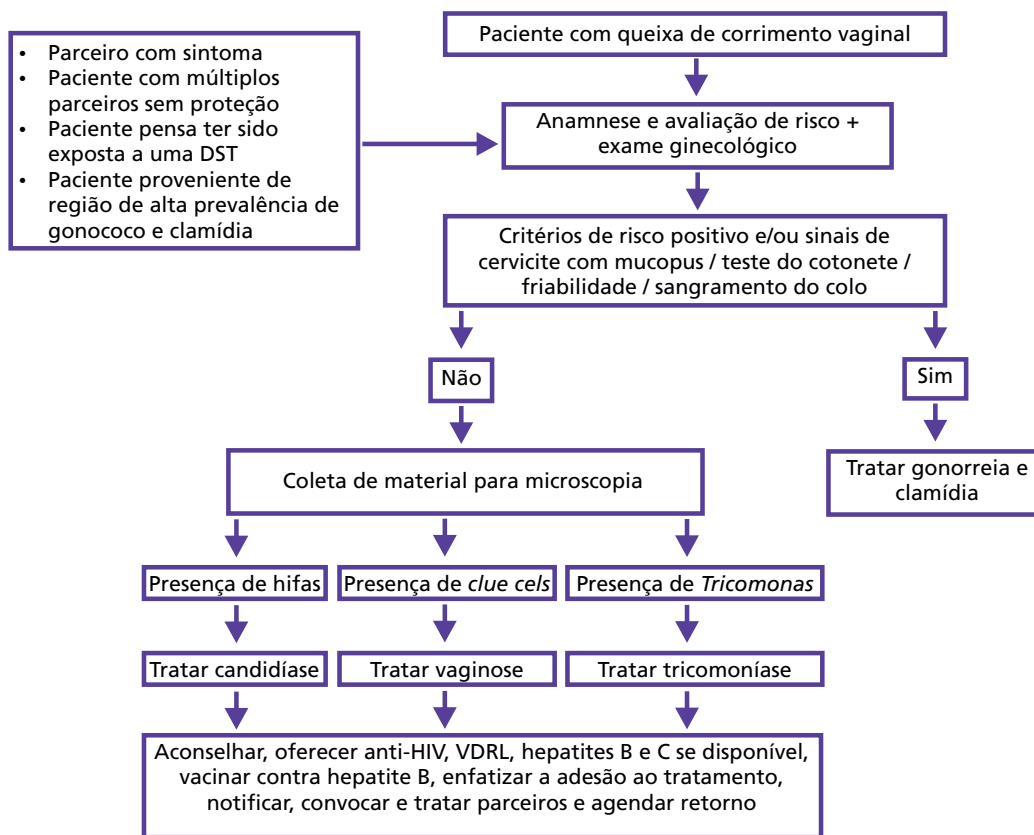 Paciente com queixa de corrimento vaginal
• Parceiro com sintoma
• Paciente com múltiplos
parceiros sem proteção
• Paciente pensa ter sido
exposta a uma DST
• Paciente proveniente de
região de alta prevalência de
gonococo e clamídia
Anamnese e avaliação de risco +
exame ginecológico
Critérios de risco positivo e/ou sinais de
cervicite com mucopus / teste do cotonete /
friabilidade / sangramento do colo
Não
Sim
Coleta de material para microscopia
Tratar gonorreia e
clamídia
Presença de hifas
Presença de clue cels
Presença de Tricomonas
Tratar candidíase
Tratar vaginose
Tratar tricomoníase
Aconselhar, oferecer anti-HIV, VDRL, hepatites B e C se disponível,
vacinar contra hepatite B, enfatizar a adesão ao tratamento,
notificar, convocar e tratar parceiros e agendar retorno